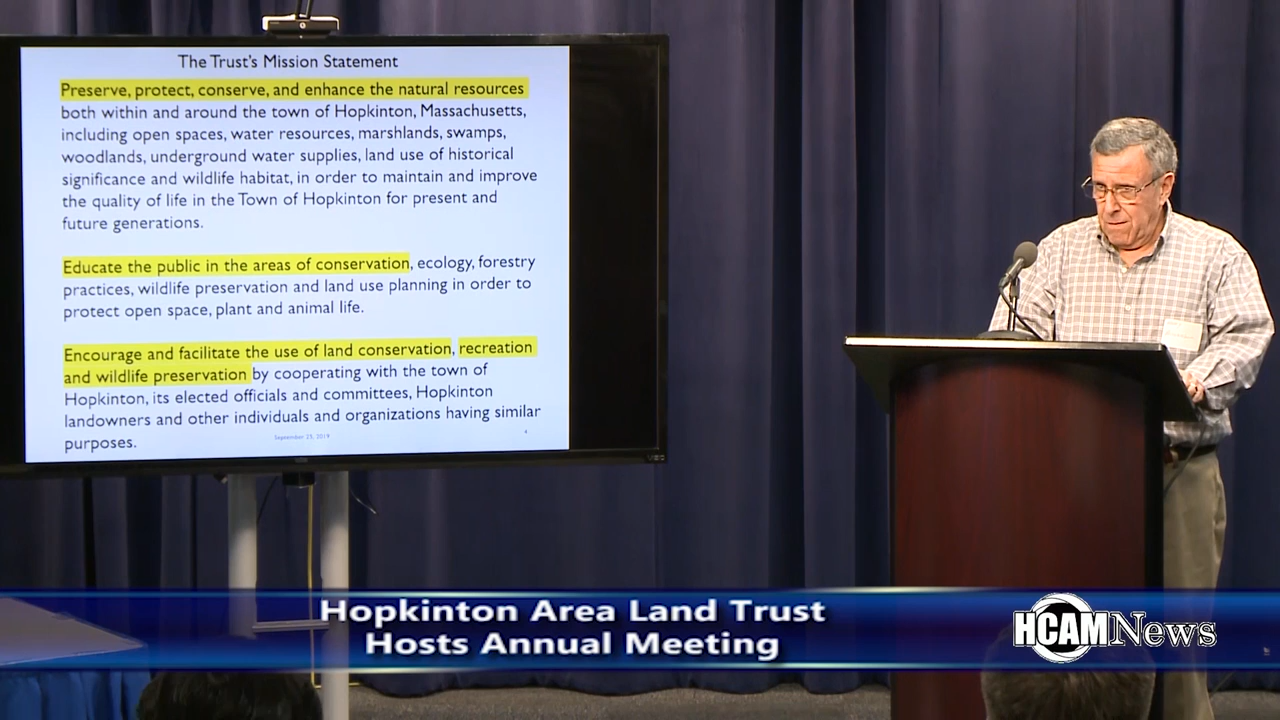 The Trust's Mission Statement
Preserve, protect, conserve, and enhance the natural resources
both within and around the town of Hopkinton, Massachusetts,
including open spaces, water resources, marshlands, swamps,
woodlands, underground water supplies, land use of historical
significance and wildlife habitat, in order to maintain and improve
the quality of life in the Town of Hopkinton for present and
future generations.
Educate the public in the areas of conservation, ecology, forestry
practices, wildlife preservation and land use planning in order to
protect open space, plant and animal life.
Encourage and facilitate the use of land conservation, recreation
and wildlife preservation by cooperating with the town of
Hopkinton, its elected officials and committees, Hopkinton
landowners and other individuals and organizations having similar
purposes.
September 25, 2019
Hopkinton Area Land Trust
Hosts Annual Meeting
HCAM News